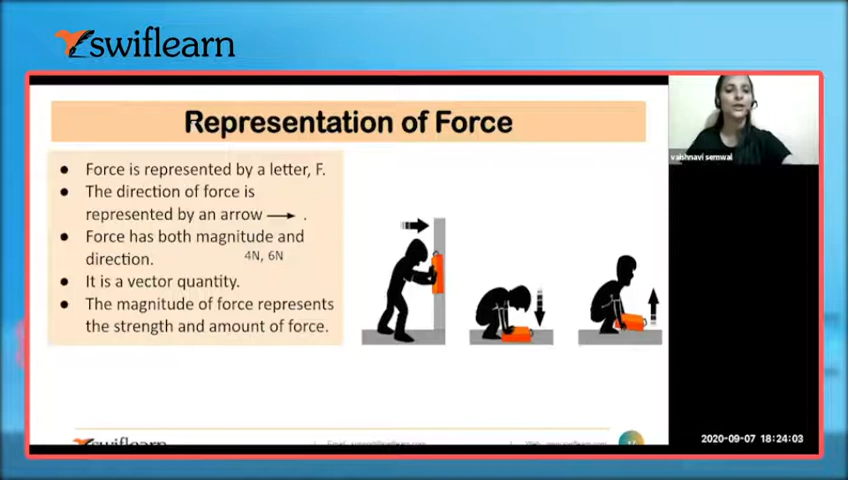 swiflearn
Representation of Force
vaishnavi semwal
● Force is represented by a letter, F.
● The direction of force is
represented by an arrow → .
● Force has both magnitude and
direction.
4N, 6N
● It is a vector quantity.
● The magnitude of force represents
the strength and amount of force.
swiflearn
2020-09-07 18:24:03